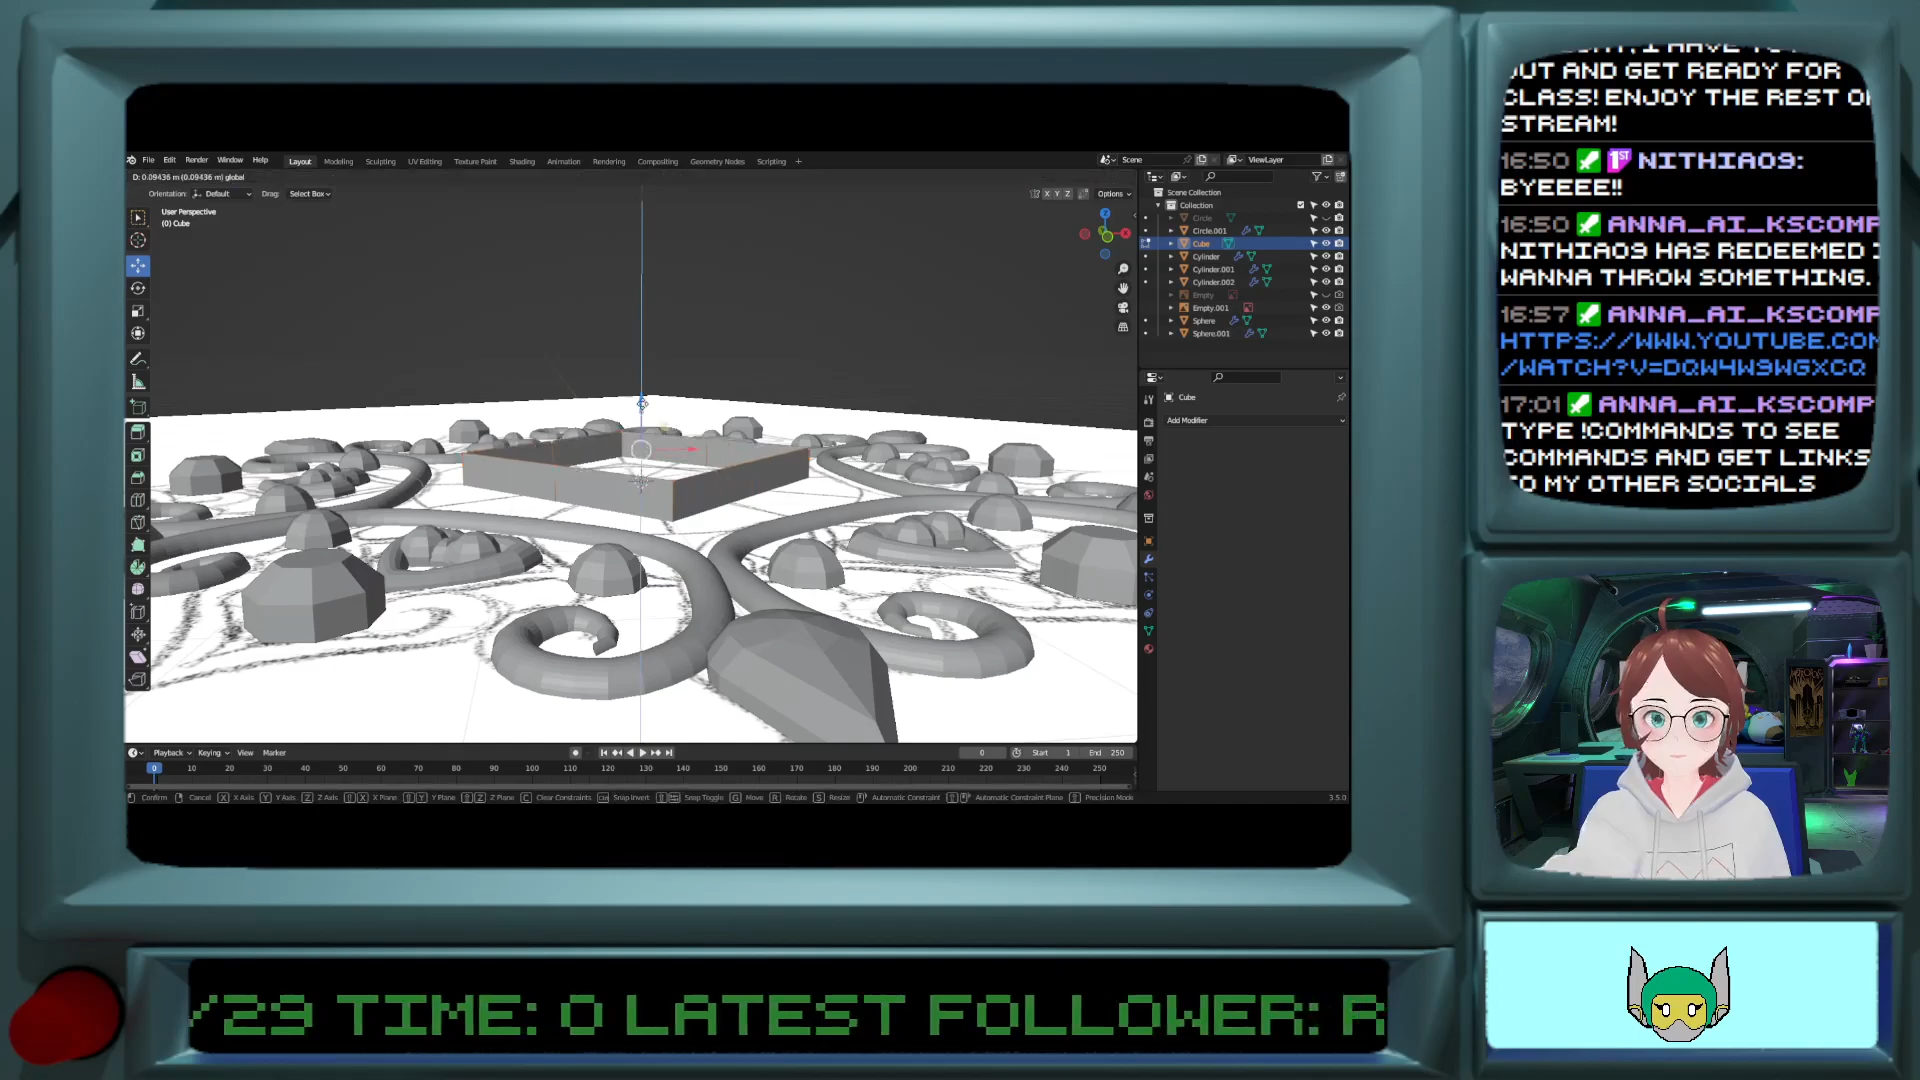 File Edit Render Window Help
Layout Modeling Sculpting UV Editing Texture Paint Shading Animation Rendering Compositing Geometry Nodes Scripting +
Scene
ViewLayer
D: 0.09436 m (0.09436 m) global
Orientation: Default Drag: Select Box
X Y Z Options
User Perspective
(0) Cube
Scene Collection
Collection
Circle
Circle.001
Cube
Cylinder
Cylinder.001
Cylinder.002
Empty
Empty.001
Sphere
Sphere.001
Cube
Add Modifier
Playback Keying View Marker
0 Start 1 End 250
0 10 20 30 40 50 60 70 80 90 100 110 120 130 140 150 160 170 180 190 200 210 220 230 240 250
Confirm Cancel X X Axis Y Y Axis Z Z Axis X X Plane Y Y Plane Z Z Plane C Clear Constraints Snap Invert Snap Toggle G Move R Rotate S Resize Automatic Constraint Automatic Constraint Plane Precision Mode
3.5.0
OUT AND GET READY FOR
CLASS! ENJOY THE REST OF
STREAM!
16:50 1ST NITHIA09:
BYEEEE!!
16:50 ANNA_AI_KSCOMP
NITHIA09 HAS REDEEMED I
WANNA THROW SOMETHING.
16:57 ANNA_AI_KSCOMP
HTTPS://WWW.YOUTUBE.COM
/WATCH?V=DQW4W9WGXCQ
17:01 ANNA_AI_KSCOMP
TYPE !COMMANDS TO SEE
COMMANDS AND GET LINKS
TO MY OTHER SOCIALS
/29 TIME: 0 LATEST FOLLOWER: R